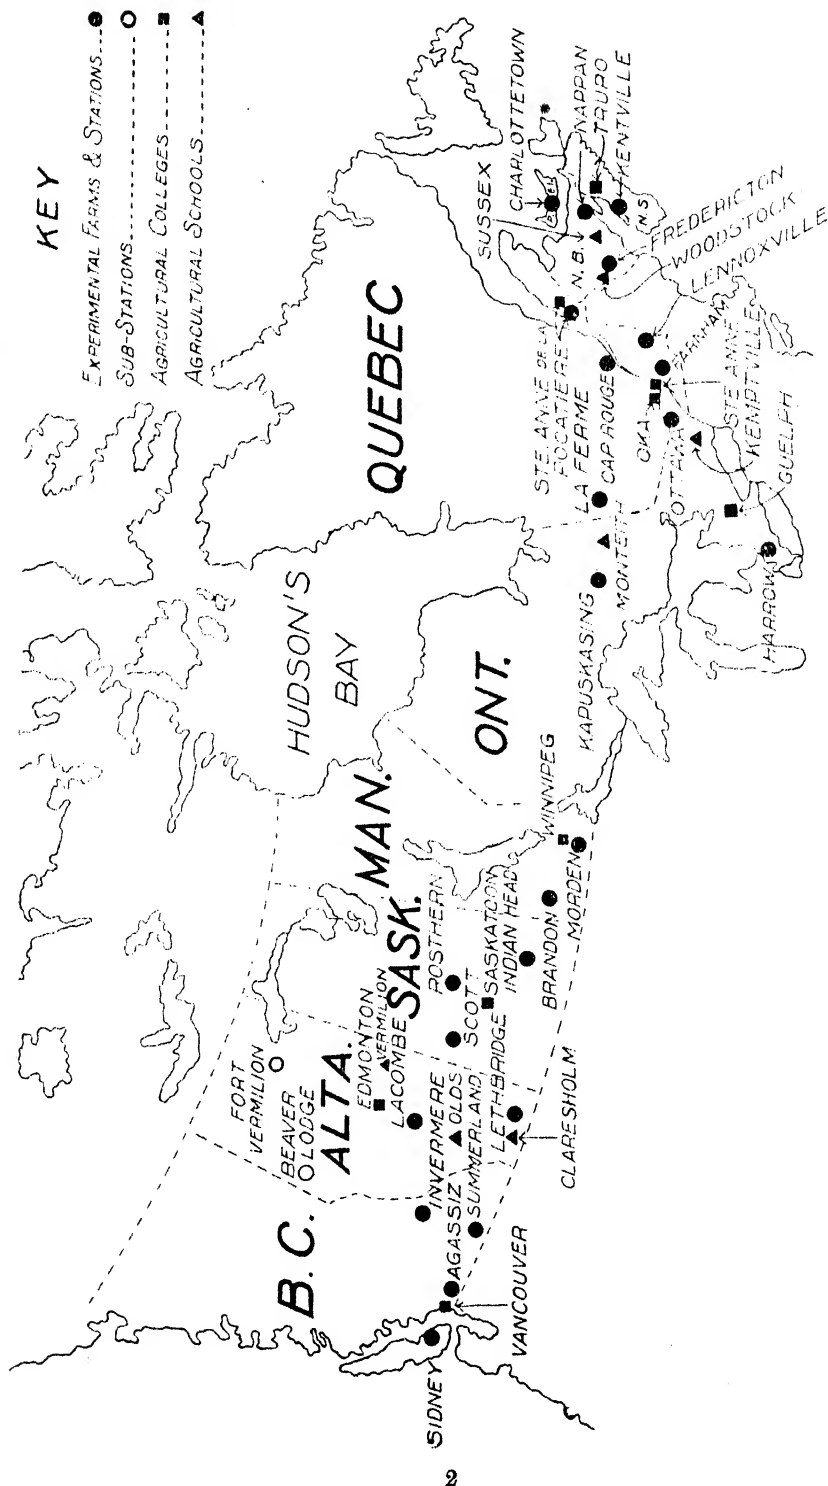 KEY
EXPERIMENTAL FARMS & STATIONS...●
SUB-STATIONS..............○
AGRICULTURAL COLLEGES-------■
AGRICULTURAL SCHOOLS.......▲
HUDSON'S
BAY
QUEBEC
ONT.
MAN.
SASK.
ALTA.
B.C.
FORT
VERMILION
BEAVER
LODGE
EDMONTON
VERMILION
LACOMBE
INVERMERE
OLDS
AGASSIZ
SUMMERLAND
LETHBRIDGE
CLARESHOLM
VANCOUVER
SIDNEY
ROSTHERN
SCOTT
SASKATOON
INDIAN HEAD
BRANDON
MORDEN
WINNIPEG
KAPUSKASING
MONTEITH
LA FERME
CAP ROUGE
STE. ANNE DE LA
POCATIERE
OKA
OTTAWA
FARNHAM
STE ANNE
KEMPTVILLE
GUELPH
HARROW
LENNOXVILLE
WOODSTOCK
FREDERICTON
N.B.
SUSSEX
CHARLOTTETOWN
P.E.I.
NAPPAN
TRURO
KENTVILLE
N.S.
2